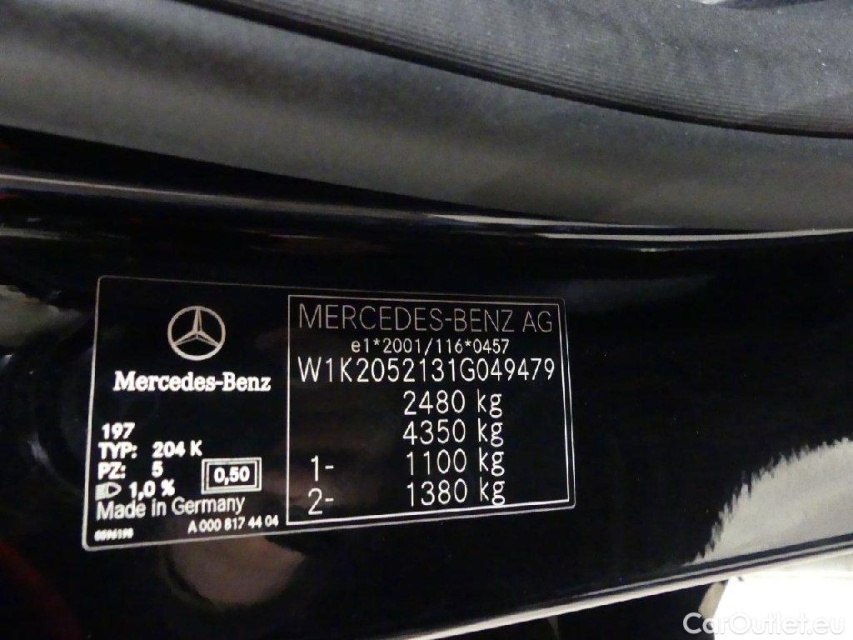 Mercedes-Benz
197
TYP: 204 K
PZ: 5
0,50
1,0 %
Made in Germany
A 000 817 44 04
MERCEDES-BENZ AG
e1*2001/116*0457
W1K2052131G049479
2480 kg
4350 kg
1- 1100 kg
2- 1380 kg
CarOutlet.eu